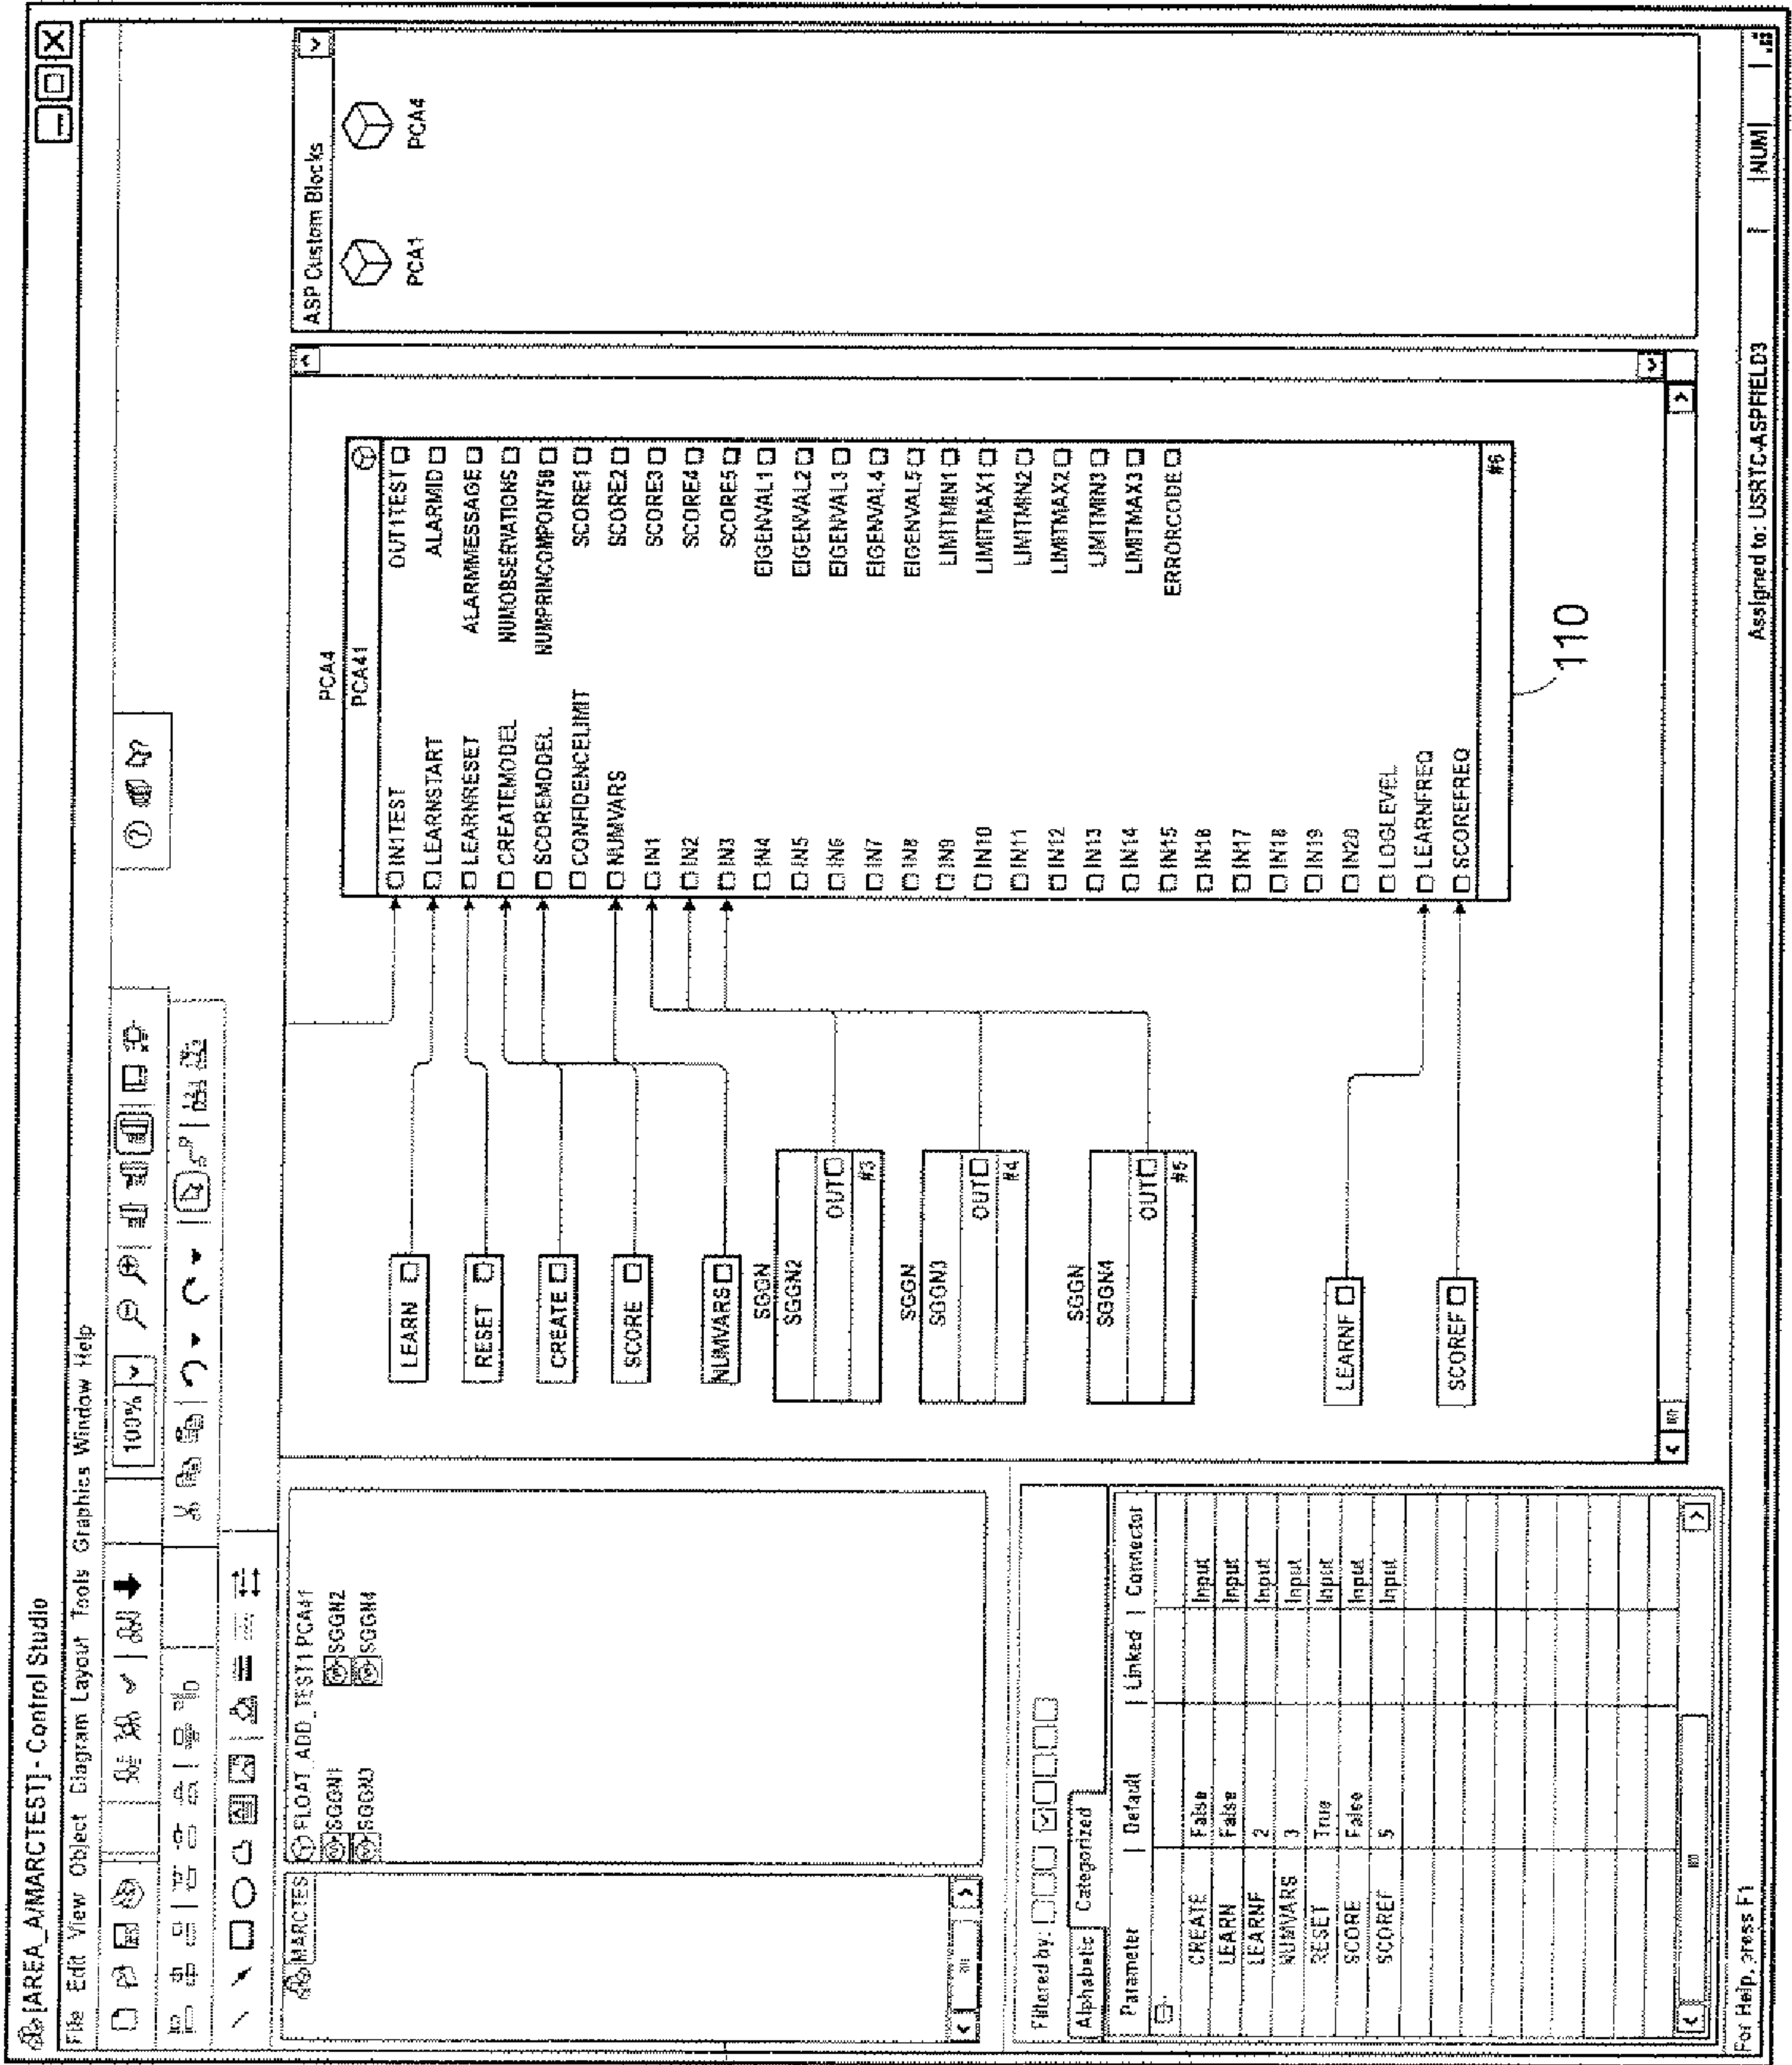 [AREA_A/MARCTEST] - Control Studio
File Edit View Object Diagram Layout Tools Graphics Window Help
100%
MARCTES
FLOAT_ADD_TEST1 PCA41
SGGN1 SGGN2
SGGN3 SGGN4
Filtered by:
Alphabetic Categorized
Parameter Default Linked Connector
CREATE False Input
LEARN False Input
LEARNF 2 Input
NUMVARS 3 Input
RESET True Input
SCORE False Input
SCOREF 5 Input
LEARN
RESET
CREATE
SCORE
NUMVARS
SGGN
SGGN2
OUT
#3
SGGN
SGGN3
OUT
#4
SGGN
SGGN4
OUT
#5
LEARNF
SCOREF
PCA4
PCA41
IN1TEST OUT1TEST
LEARNSTART ALARMID
LEARNRESET ALARMMESSAGE
CREATEMODEL NUMOBSERVATIONS
SCOREMODEL NUMPRINCOMPON758
CONFIDENCELIMIT SCORE1
NUMVARS SCORE2
IN1 SCORE3
IN2 SCORE4
IN3 SCORE5
IN4 EIGENVAL1
IN5 EIGENVAL2
IN6 EIGENVAL3
IN7 EIGENVAL4
IN8 EIGENVAL5
IN9 LIMITMIN1
IN10 LIMITMAX1
IN11 LIMITMIN2
IN12 LIMITMAX2
IN13 LIMITMIN3
IN14 LIMITMAX3
IN15 ERRORCODE
IN16
IN17
IN18
IN19
IN20
LOGLEVEL
LEARNFREQ
SCOREFREQ
#6
110
ASP Custom Blocks
PCA1 PCA4
For Help, press F1 Assigned to: USRTC-ASPFIELD3 NUM